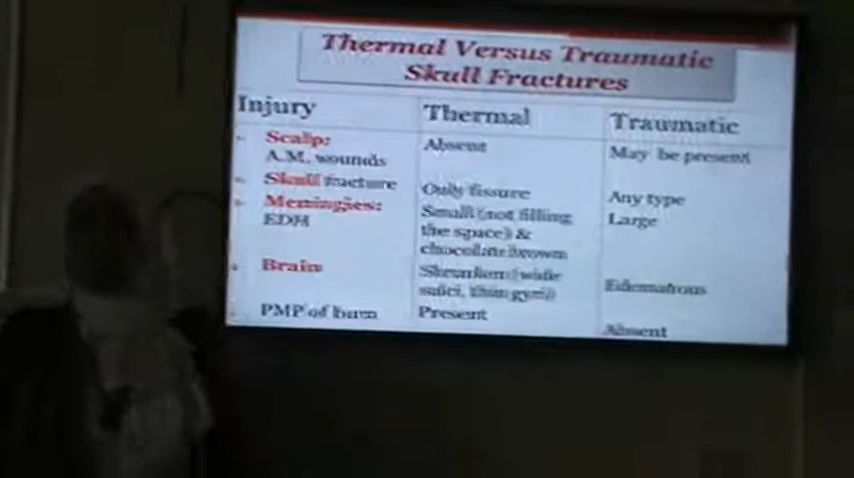 Thermal Versus Traumatic
Skull Fractures
Injury Thermal Traumatic
Scalp: Absent May be present
A.M. wounds
Skull fracture Only fissure Any type
Meningies: Small (not filling Large
EDH the space) &
chocolate brown
Brain Shrunken (wide Edematous
sulci, thin gyri)
PMP of burn Present Absent